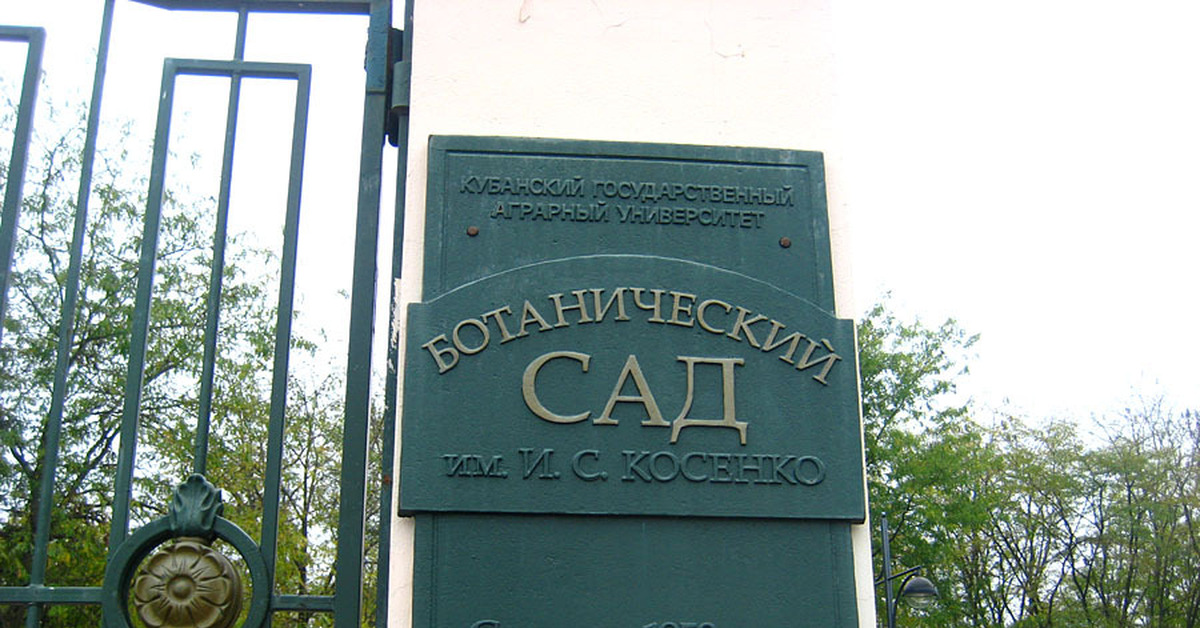 КУБАНСКИЙ ГОСУДАРСТВЕННЫЙ
АГРАРНЫЙ УНИВЕРСИТЕТ
БОТАНИЧЕСКИЙ
САД
ИМ. И. С. КОСЕНКО